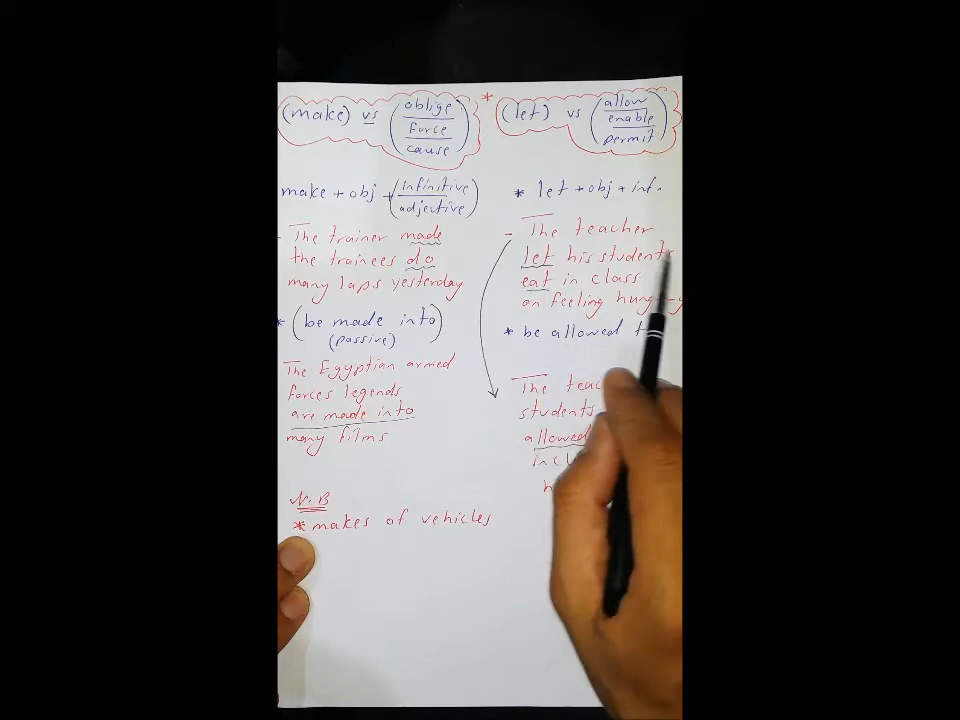 (make) vs (oblige
force
cause)
make + obj + (infinitive
adjective)
- The trainer made
the trainees do
many laps yesterday
* (be made into)
(passive)
The Egyptian armed
forces legends
are made into
many films
N.B
* makes of vehicles
* (let) vs (allow
enable
permit)
* let + obj + inf.
- The teacher
let his students
eat in class
on feeling
* be allowed
The
students
allowed